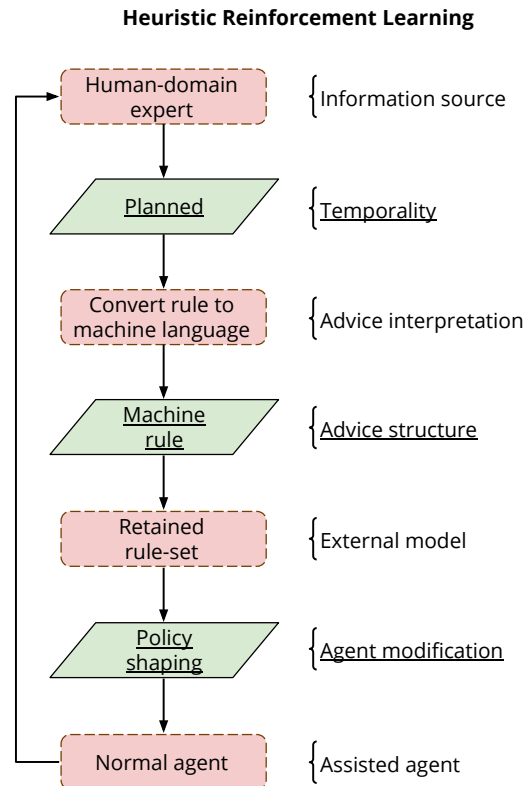 Heuristic Reinforcement Learning
Human-domain
expert
Information source
Planned
Temporality
Convert rule to
machine language
Advice interpretation
Machine
rule
Advice structure
Retained
rule-set
External model
Policy
shaping
Agent modification
Normal agent
Assisted agent